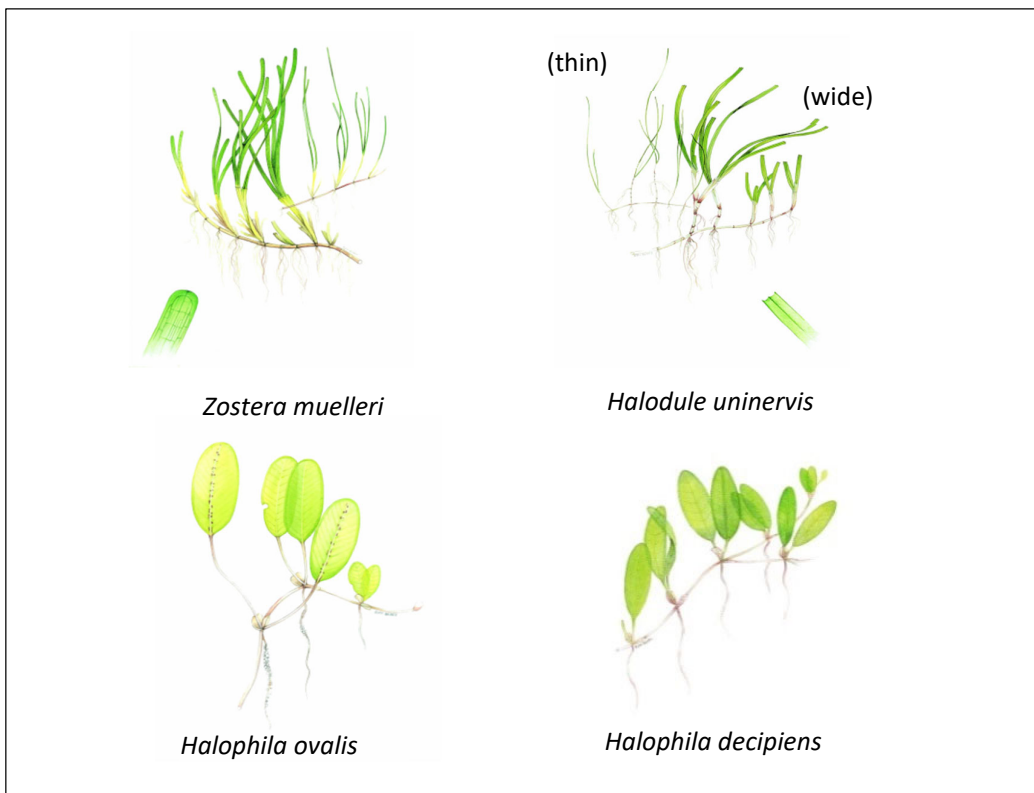 (thin)
(wide)
Zostera muelleri
Halodule uninervis
Halophila ovalis
Halophila decipiens